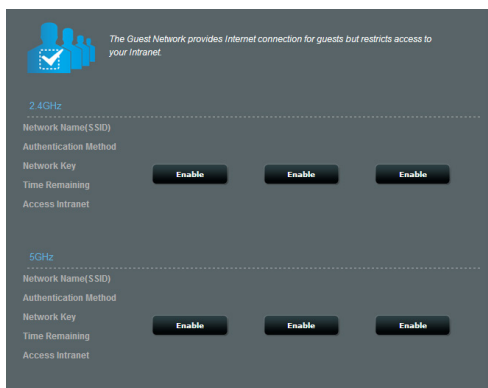 The Guest Network provides Internet connection for guests but restricts access to
your Intranet.
2.4GHz
Network Name(SSID)
Authentication Method
Network Key
Enable Enable Enable
Time Remaining
Access Intranet
5GHz
Network Name(SSID)
Authentication Method
Network Key
Enable Enable Enable
Time Remaining
Access Intranet